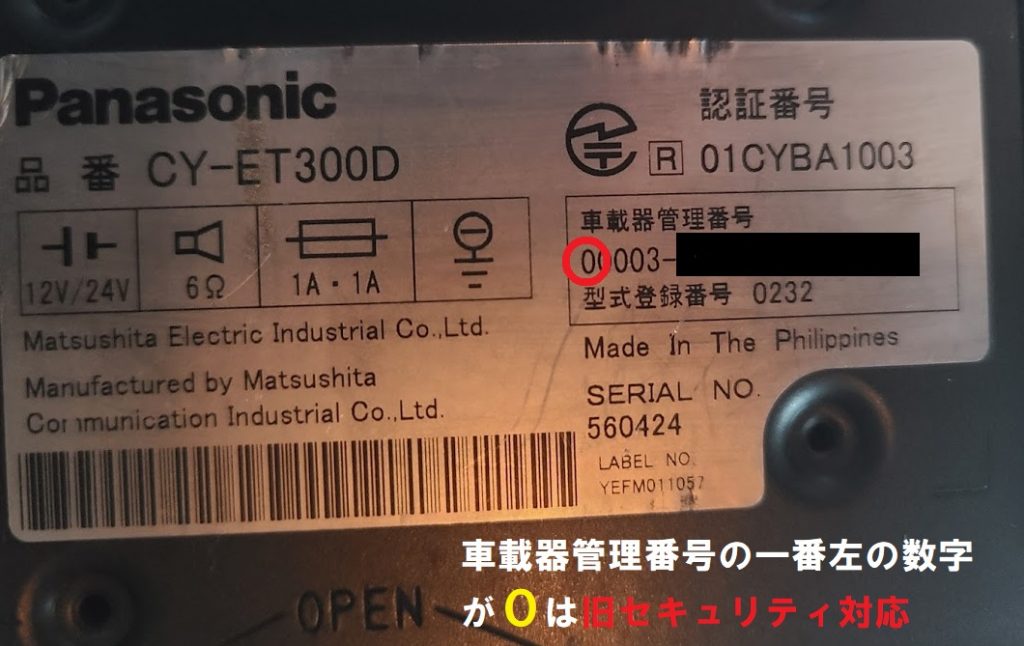 Panasonic
品 番 CY-ET300D
12V/24V
6Ω
1A・1A
Matsushita Electric Industrial Co.,Ltd.
Manufactured by Matsushita
Communication Industrial Co.,Ltd.
認証番号
R 01CYBA1003
車載器管理番号
00003-
型式登録番号 0232
Made In The Philippines
SERIAL NO.
560424
LABEL NO.
YEFM011057
OPEN
車載器管理番号の一番左の数字
が0は旧セキュリティ対応